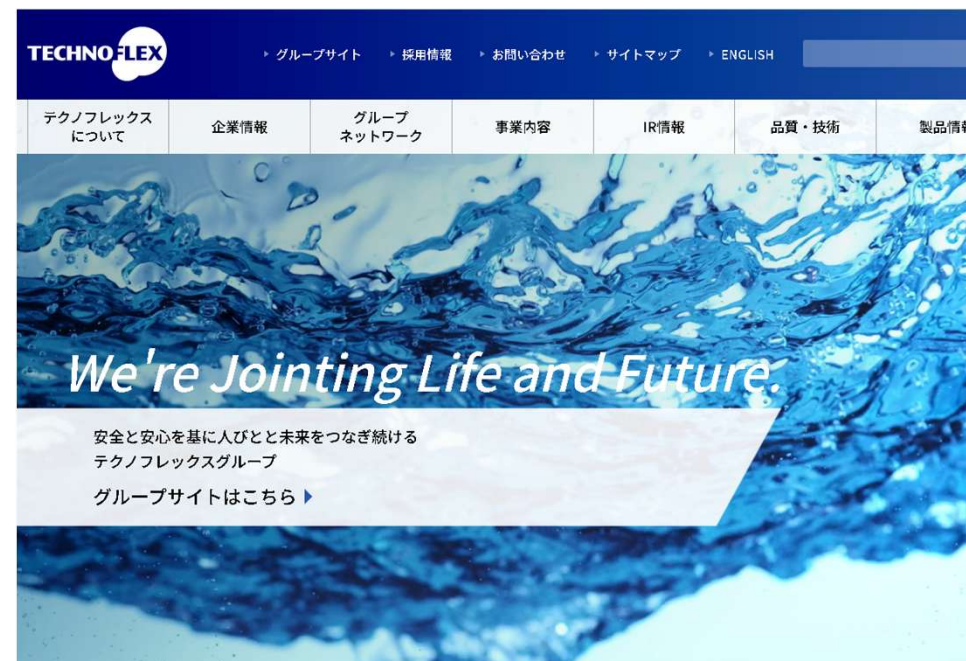 TECHNOFLEX
グループサイト 採用情報 お問い合わせ サイトマップ ENGLISH
テクノフレックス
について
企業情報
グループ
ネットワーク
事業内容
IR情報
品質・技術
製品情報
We're Jointing Life and Future.
安全と安心を基に人びとと未来をつなぎ続ける
テクノフレックスグループ
グループサイトはこちら